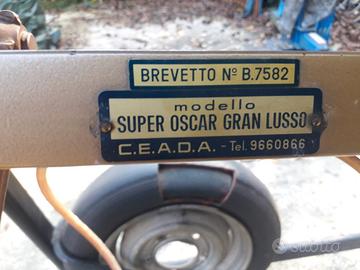 BREVETTO Nº B.7582
modello
SUPER OSCAR GRAN LUSSO
C.E.A.D.A. - Tel. 9660866
subito